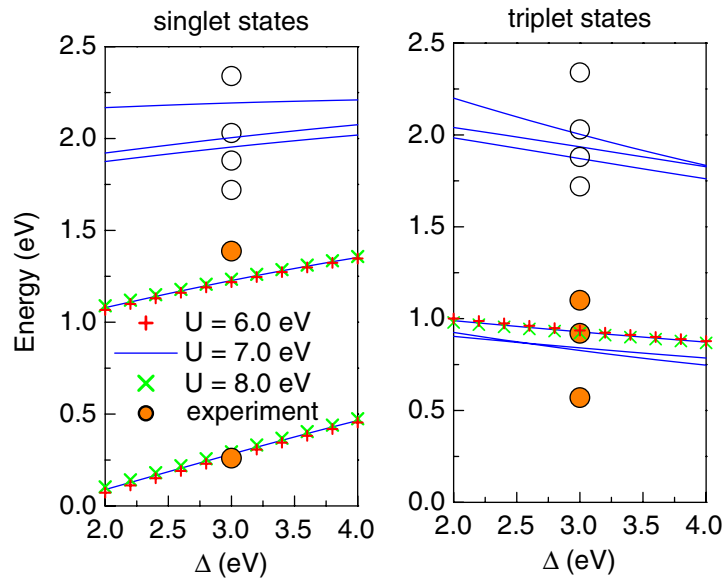 singlet states
triplet states
Energy (eV)
2.5
2.0
1.5
1.0
0.5
0.0
U = 6.0 eV
U = 7.0 eV
U = 8.0 eV
experiment
2.0 2.5 3.0 3.5 4.0
Δ (eV)
2.5
2.0
1.5
1.0
0.5
0.0
2.0 2.5 3.0 3.5 4.0
Δ (eV)